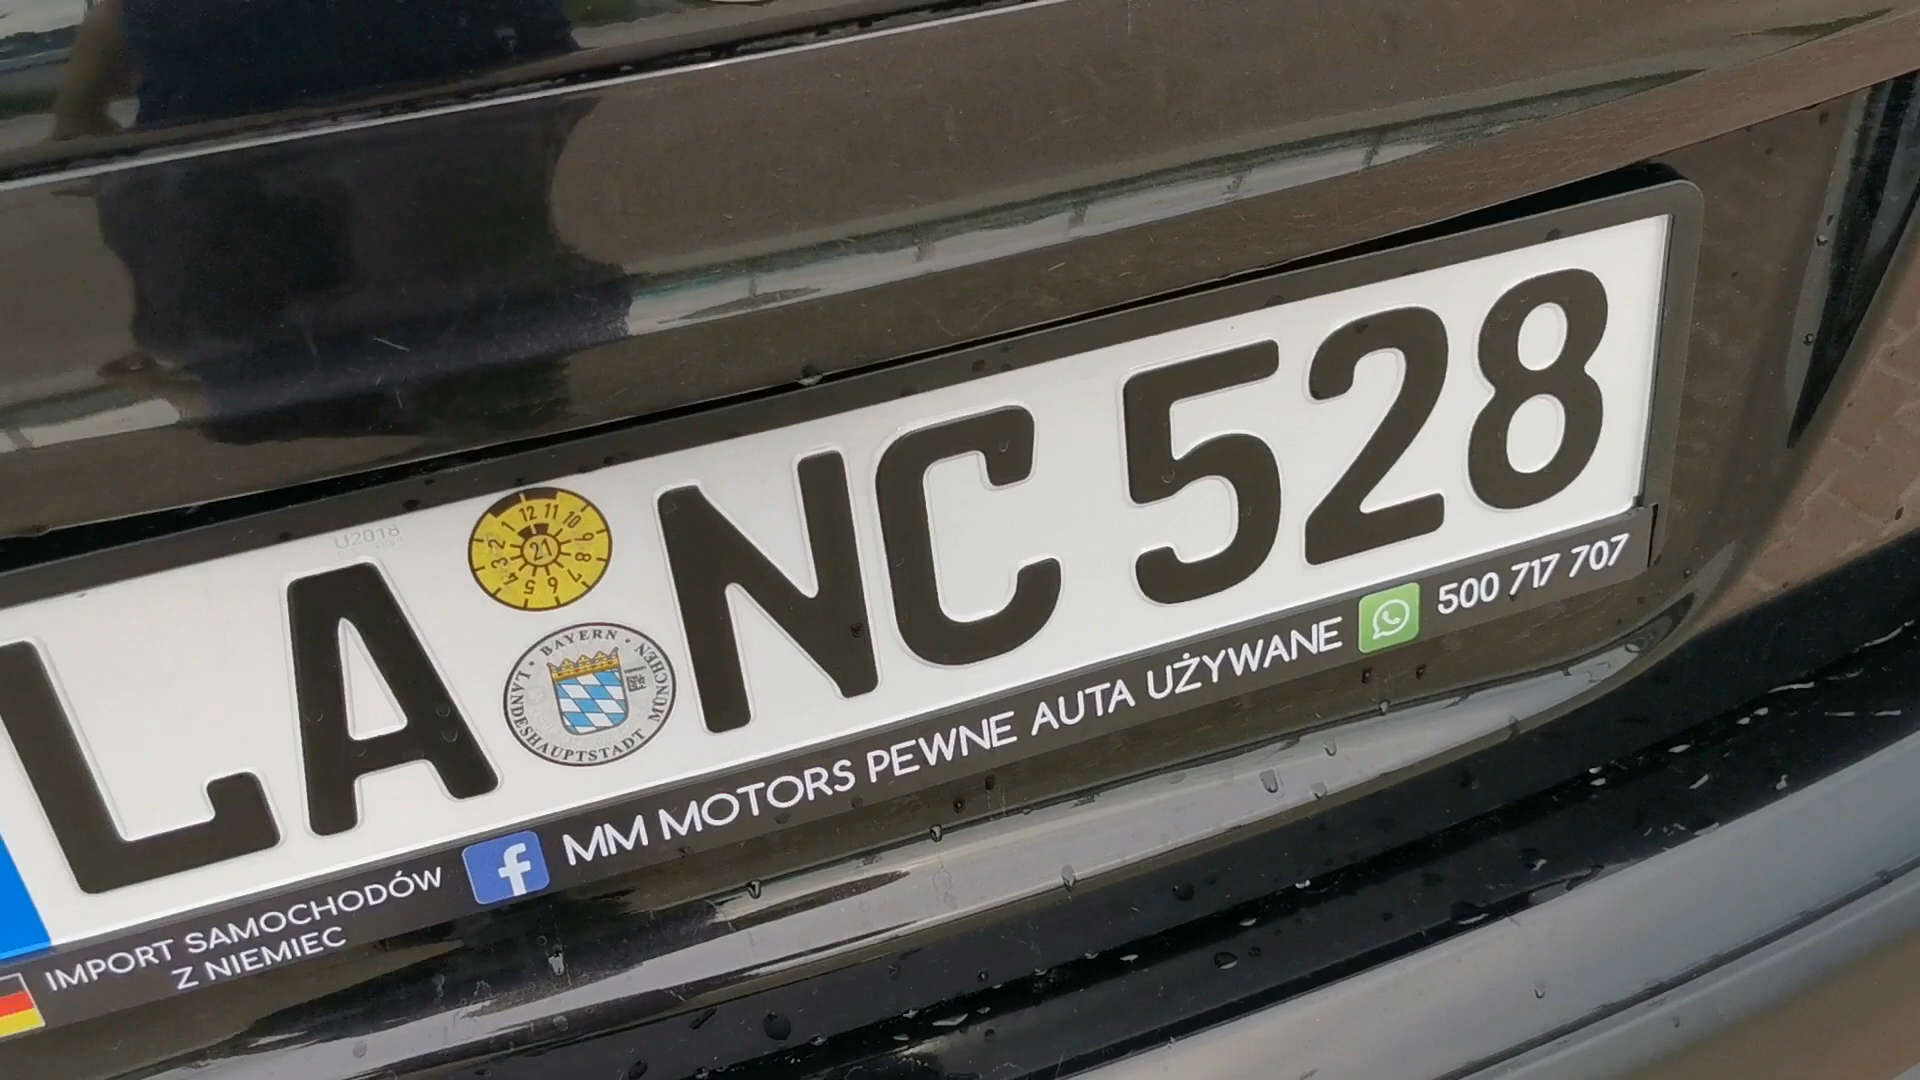 U2018
LA NC 528
1 12 11 10 9 8 7 6 5 4 3 2
21
BAYERN
LANDESHAUPTSTADT MÜNCHEN
IMPORT SAMOCHODÓW
Z NIEMIEC
f MM MOTORS PEWNE AUTA UŻYWANE 500 717 707